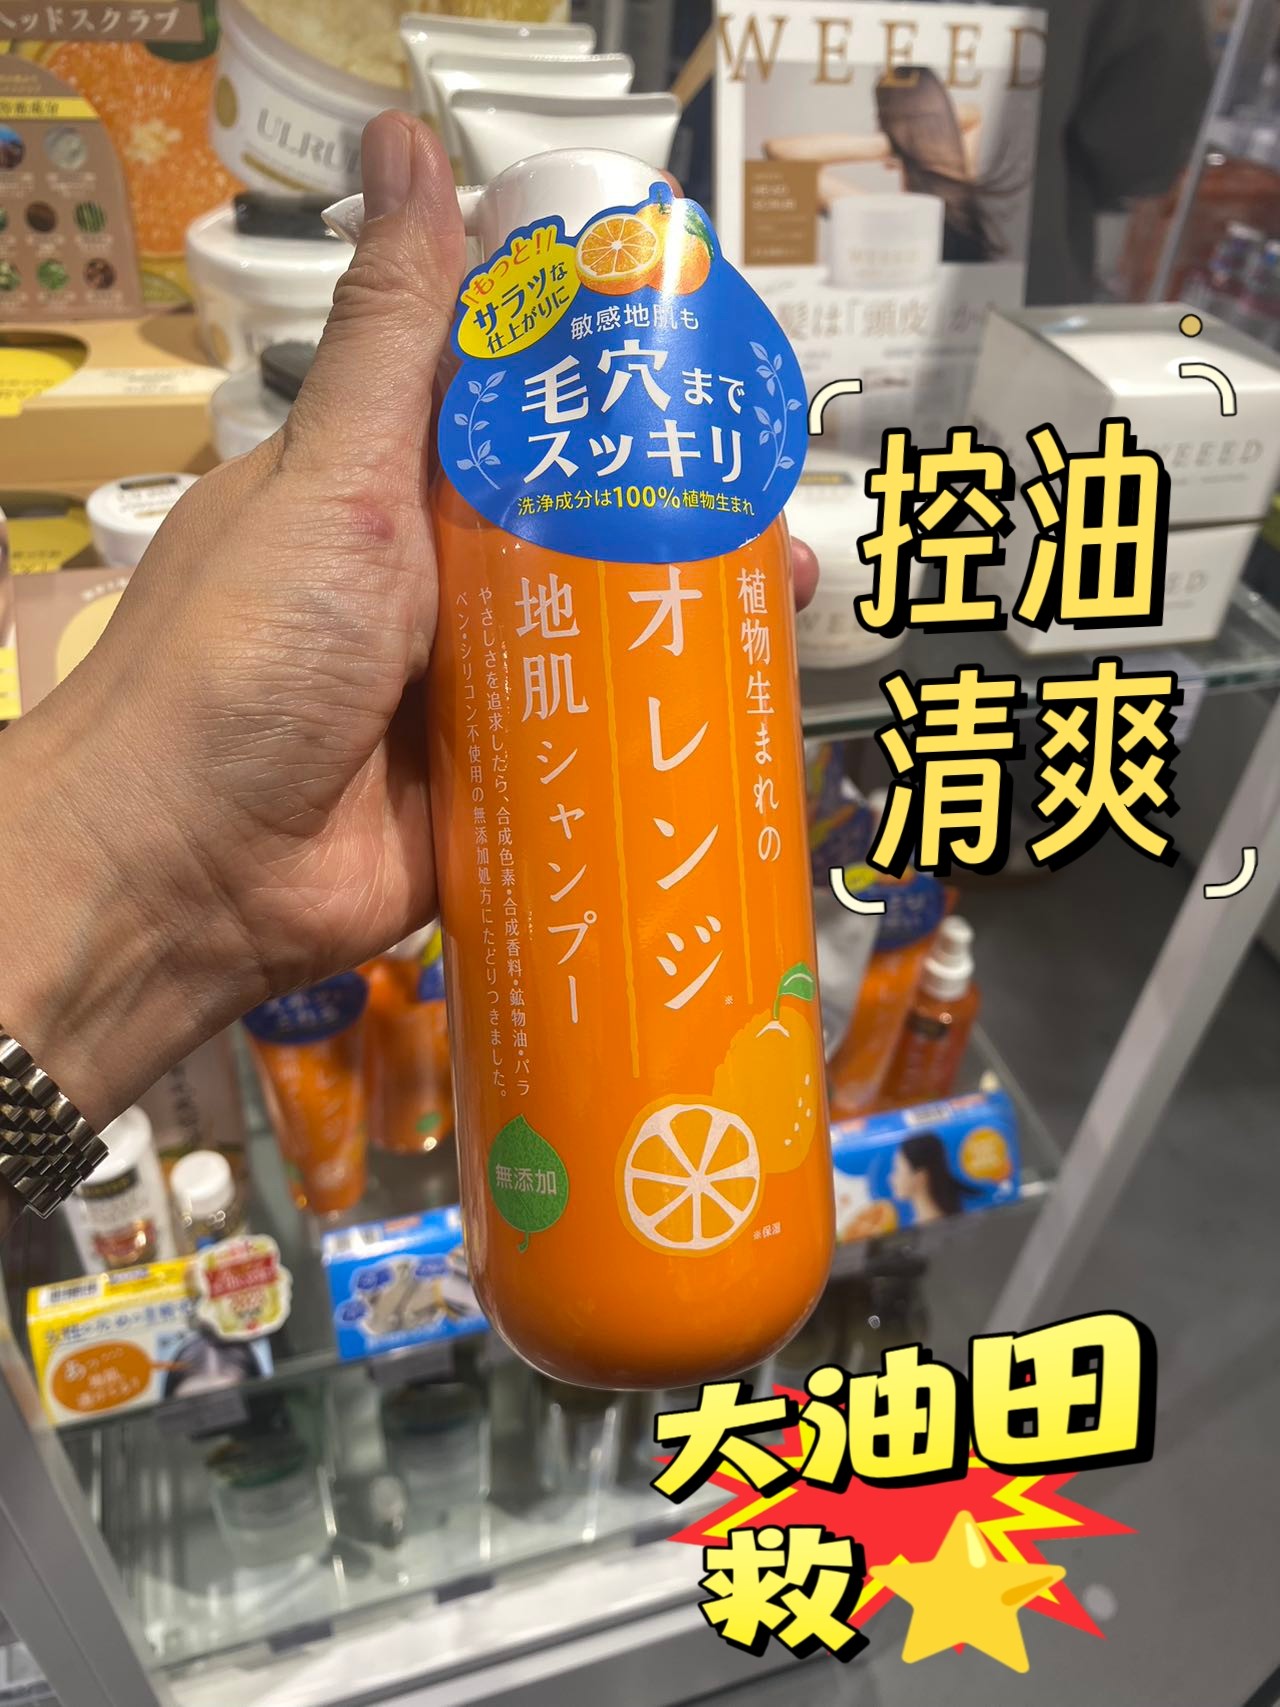 ヘッドスクラブ
WEEED
もっと!!
サラツな
仕上がりに
敏感地肌も
毛穴まで
スッキリ
洗浄成分は100%植物生まれ
植物生まれの
オレンジ※
地肌シャンプー
やさしさを追求したら、合成色素・合成香料・鉱物油・パラ
ベン・シリコン不使用の無添加処方にたどりつきました。
無添加
※保湿
控油
清爽
大油田
救